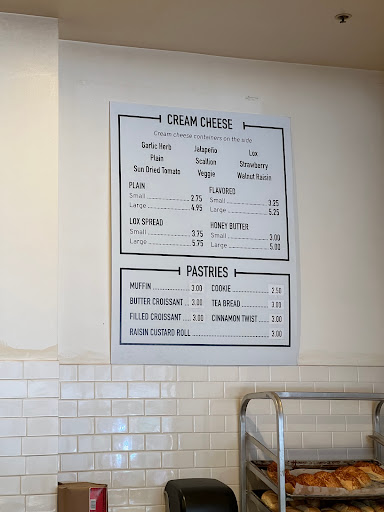 CREAM CHEESE
Cream cheese containers on the side
Garlic Herb Jalapeño Lox
Plain Scallion Strawberry
Sun Dried Tomato Veggie Walnut Raisin
PLAIN FLAVORED
Small 2.75 Small 3.25
Large 4.95 Large 5.25
LOX SPREAD HONEY BUTTER
Small 3.75 Small 3.00
Large 5.75 Large 5.00
PASTRIES
MUFFIN 3.00 COOKIE 2.50
BUTTER CROISSANT 3.00 TEA BREAD 3.00
FILLED CROISSANT 3.00 CINNAMON TWIST 3.00
RAISIN CUSTARD ROLL 3.00